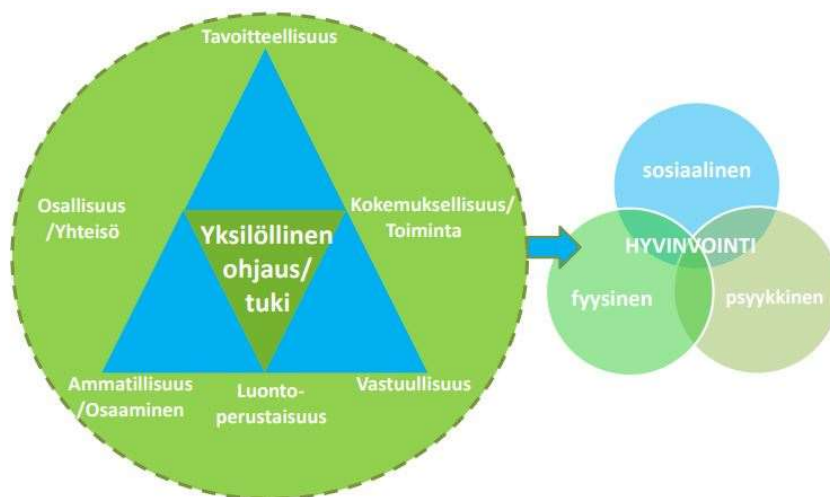 Tavoitteellisuus
Osallisuus
/Yhteisö
Kokemuksellisuus/
Toiminta
Yksilöllinen
ohjaus/
tuki
Ammatillisuus
/Osaaminen
Luonto-
perustaisuus
Vastuullisuus
sosiaalinen
HYVINVOINTI
fyysinen
psyykkinen